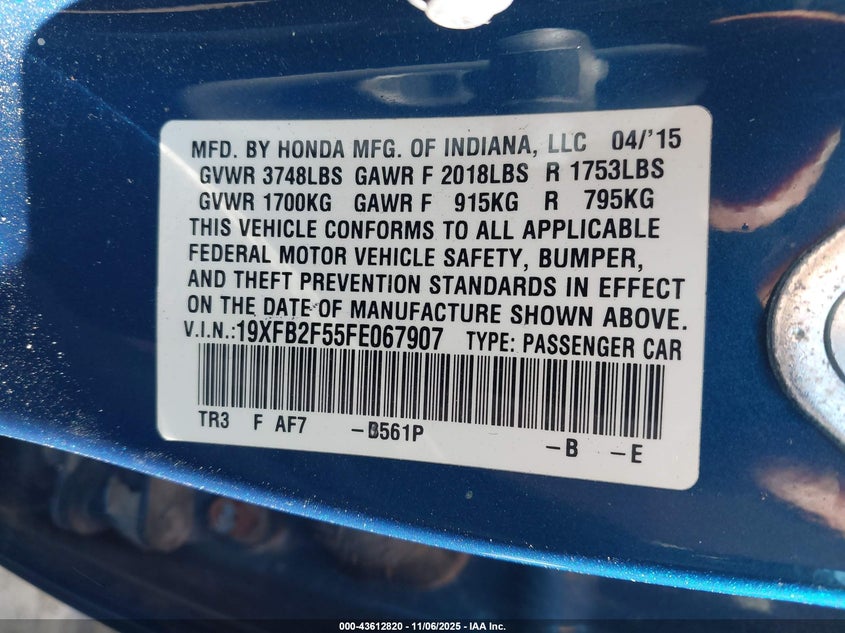 MFD. BY HONDA MFG. OF INDIANA, LLC 04/'15
GVWR 3748LBS GAWR F 2018LBS R 1753LBS
GVWR 1700KG GAWR F 915KG R 795KG
THIS VEHICLE CONFORMS TO ALL APPLICABLE
FEDERAL MOTOR VEHICLE SAFETY, BUMPER,
AND THEFT PREVENTION STANDARDS IN EFFECT
ON THE DATE OF MANUFACTURE SHOWN ABOVE.
V.I.N.:19XFB2F55FE067907 TYPE: PASSENGER CAR
TR3 F AF7 –B561P –B –E
000-43612820 | 11/06/2025 – IAA Inc.